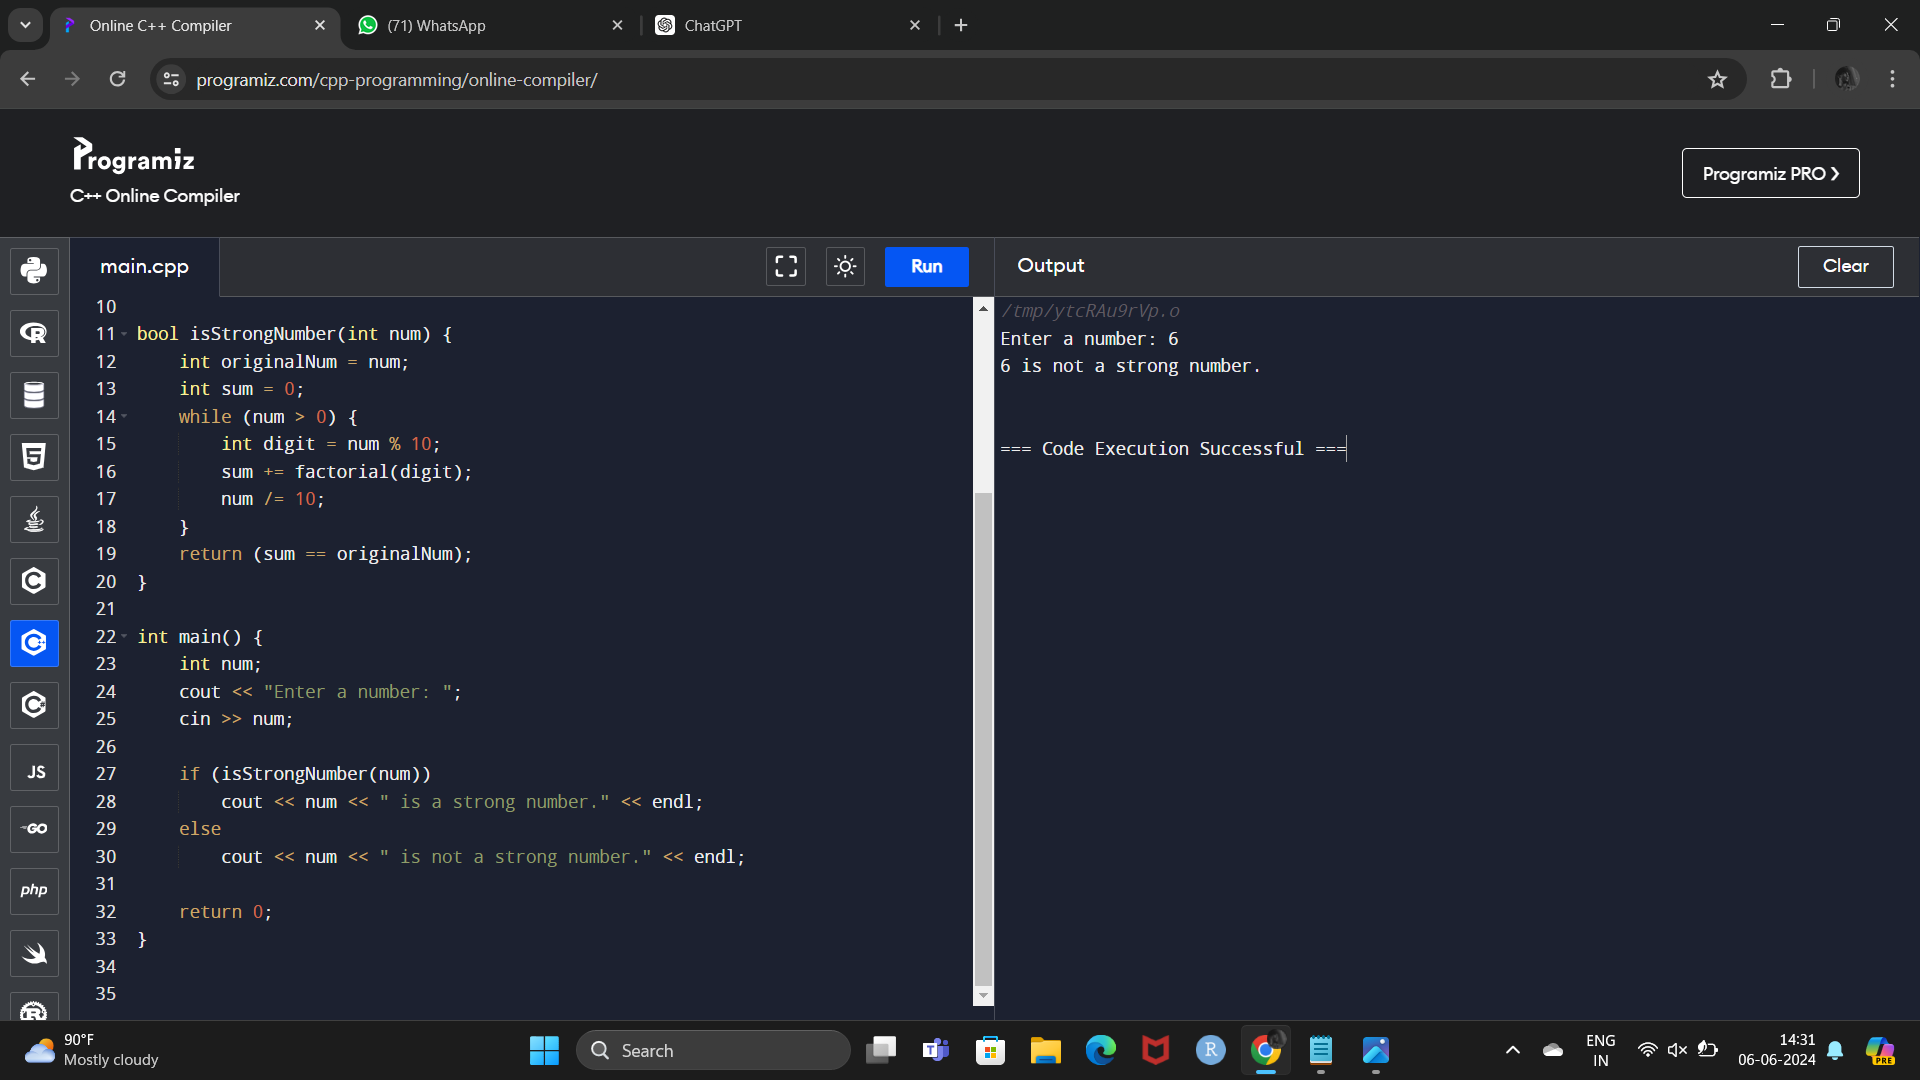 Online C++ Compiler
(71) WhatsApp
ChatGPT
programiz.com/cpp-programming/online-compiler/
Programiz
C++ Online Compiler
Programiz PRO ❯
main.cpp
Run
Output
Clear
10
11 bool isStrongNumber(int num) {
12     int originalNum = num;
13     int sum = 0;
14     while (num > 0) {
15         int digit = num % 10;
16         sum += factorial(digit);
17         num /= 10;
18     }
19     return (sum == originalNum);
20 }
21
22 int main() {
23     int num;
24     cout << "Enter a number: ";
25     cin >> num;
26
27     if (isStrongNumber(num))
28         cout << num << " is a strong number." << endl;
29     else
30         cout << num << " is not a strong number." << endl;
31
32     return 0;
33 }
34
35
/tmp/ytcRAu9rVp.o
Enter a number: 6
6 is not a strong number.
=== Code Execution Successful ===
R
5
C
C+
C
JS
GO
php
R
90°F
Mostly cloudy
Search
T
R
ENG
IN
14:31
06-06-2024
PRE